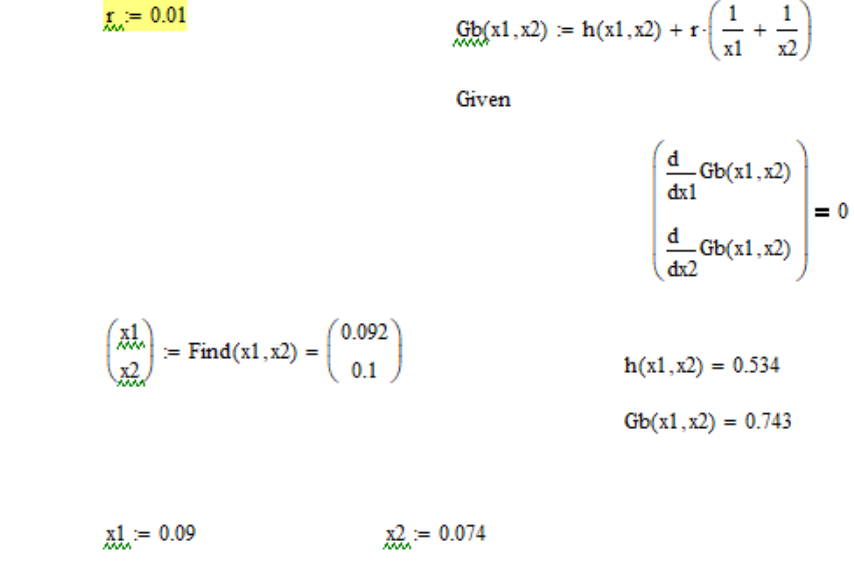 r := 0.01
Gb(x1,x2) := h(x1,x2) + r·(1/x1 + 1/x2)
Given
(d/dx1 Gb(x1,x2)
d/dx2 Gb(x1,x2)) = 0
(x1
x2) := Find(x1,x2) = (0.092
0.1)
h(x1,x2) = 0.534
Gb(x1,x2) = 0.743
x1 := 0.09
x2 := 0.074